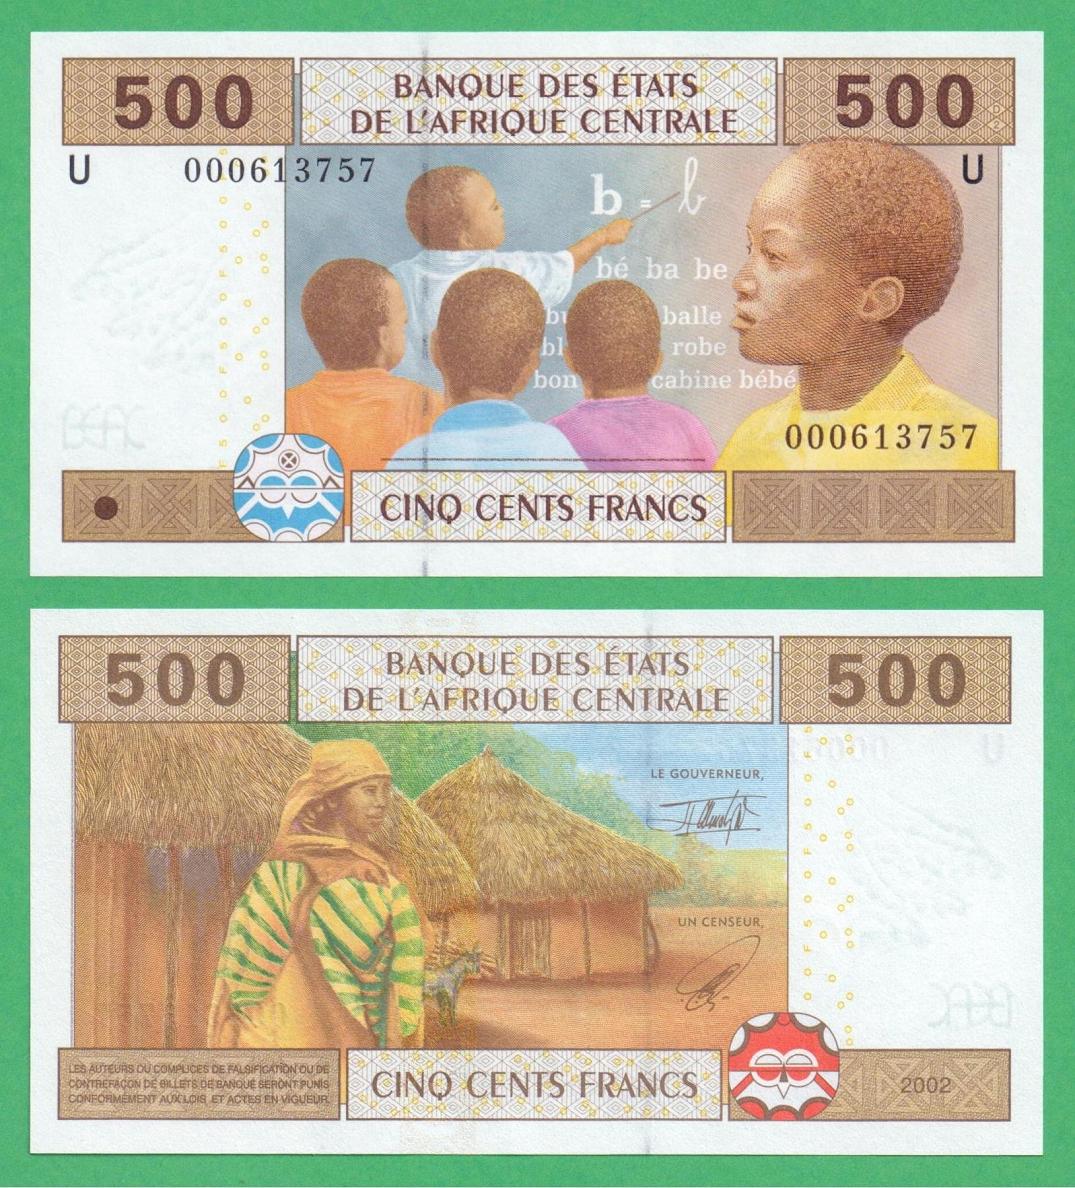 500
BANQUE DES ÉTATS
DE L'AFRIQUE CENTRALE
500
U 000613757 U
b = b
bé ba be
balle
robe
bon cabine bébé
000613757
CINQ CENTS FRANCS
500
BANQUE DES ÉTATS
DE L'AFRIQUE CENTRALE
500
LE GOUVERNEUR,
UN CENSEUR,
LES AUTEURS OU COMPLICES DE FALSIFICATION OU DE
CONTREFAÇON DE BILLETS DE BANQUE SERONT PUNIS
CONFORMÉMENT AUX LOIS ET ACTES EN VIGUEUR.
CINQ CENTS FRANCS
2002